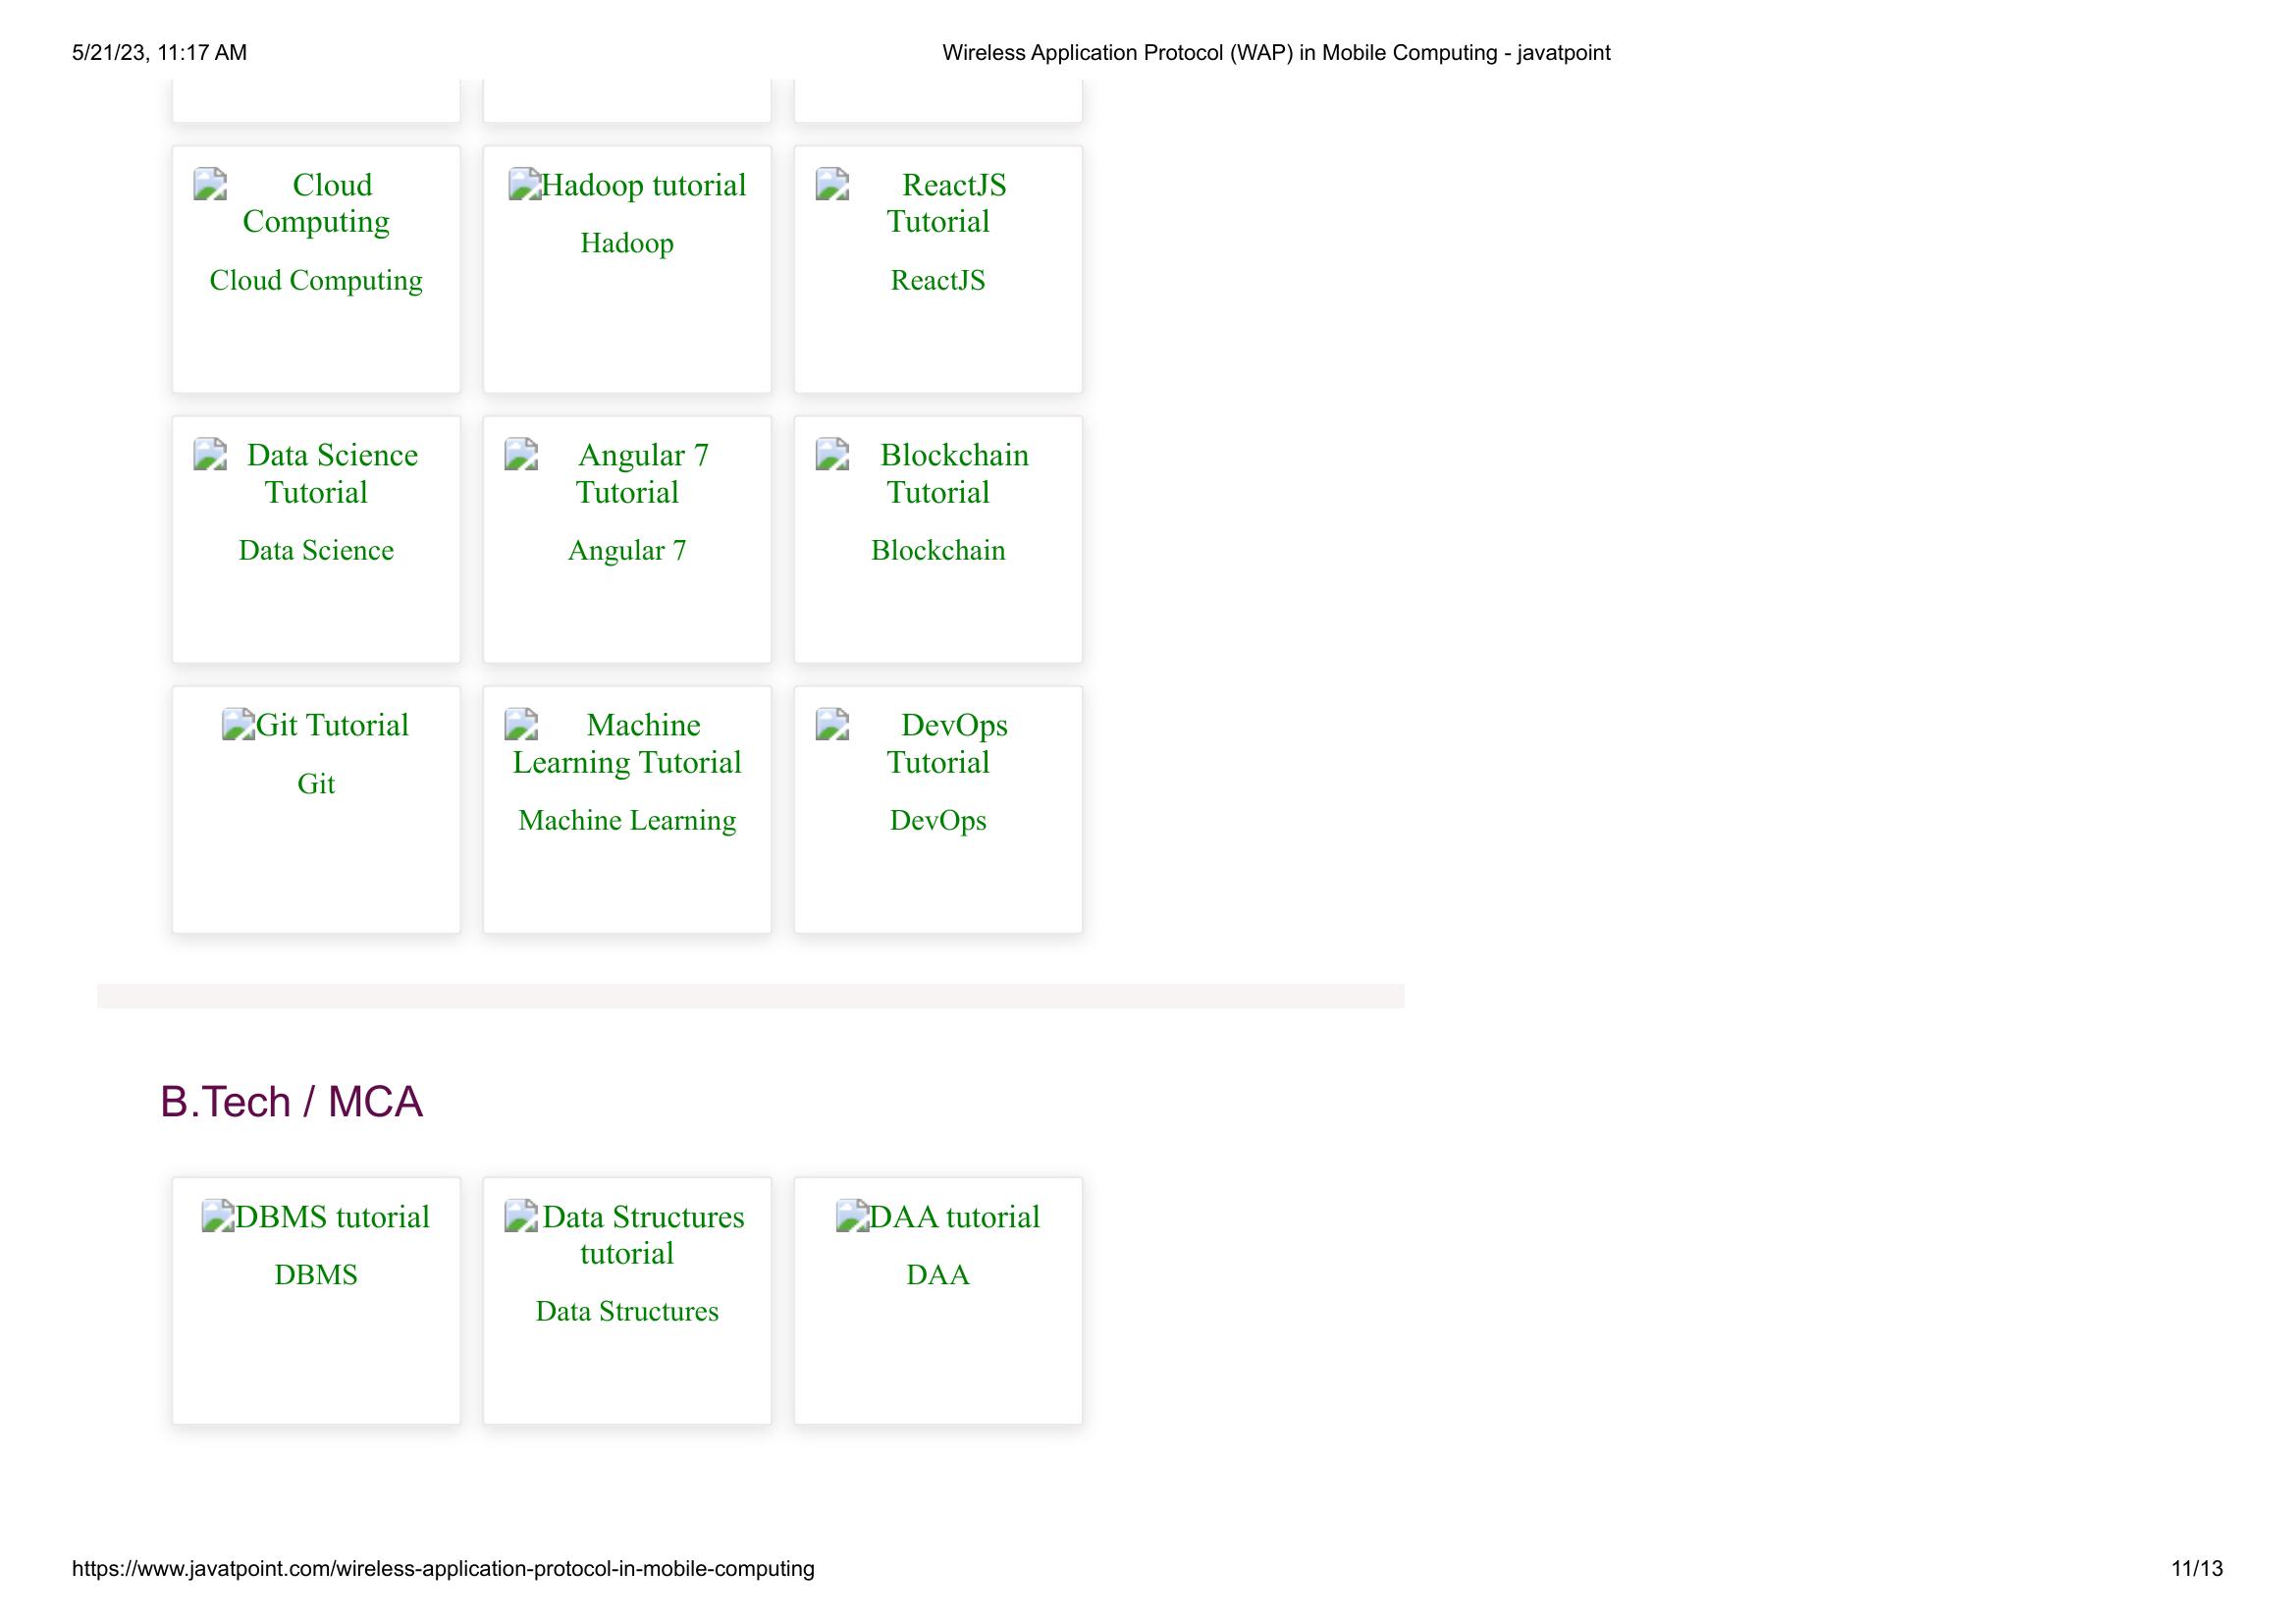 5/21/23, 11:17 AM
Wireless Application Protocol (WAP) in Mobile Computing - javatpoint
Cloud
Computing
Cloud Computing
Hadoop tutorial
Hadoop
ReactJS
Tutorial
ReactJS
Data Science
Tutorial
Data Science
Angular 7
Tutorial
Angular 7
Blockchain
Tutorial
Blockchain
Git Tutorial
Git
Machine
Learning Tutorial
Machine Learning
DevOps
Tutorial
DevOps
B.Tech / MCA
DBMS tutorial
DBMS
Data Structures
tutorial
Data Structures
DAA tutorial
DAA
https://www.javatpoint.com/wireless-application-protocol-in-mobile-computing
11/13